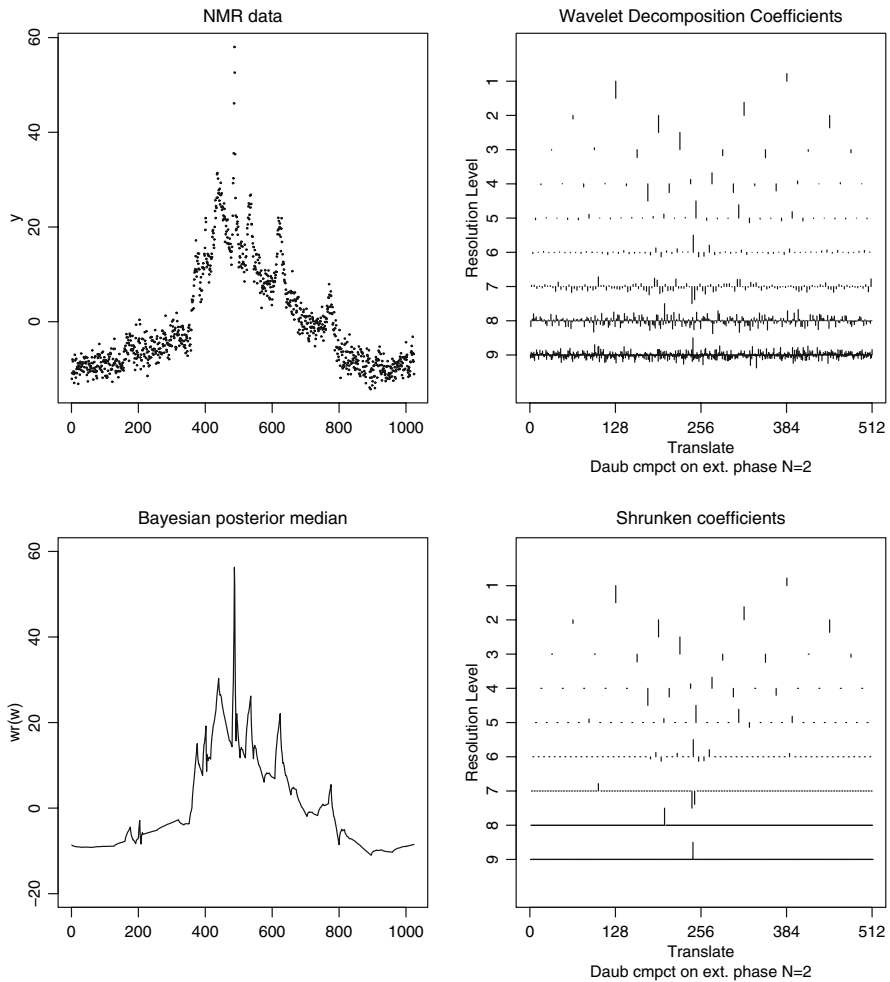 NMR data
y
60
40
20
0
0 200 400 600 800 1000
Wavelet Decomposition Coefficients
Resolution Level
1
2
3
4
5
6
7
8
9
0 128 256 384 512
Translate
Daub cmpct on ext. phase N=2
Bayesian posterior median
wr(w)
60
40
20
0
−20
0 200 400 600 800 1000
Shrunken coefficients
Resolution Level
1
2
3
4
5
6
7
8
9
0 128 256 384 512
Translate
Daub cmpct on ext. phase N=2